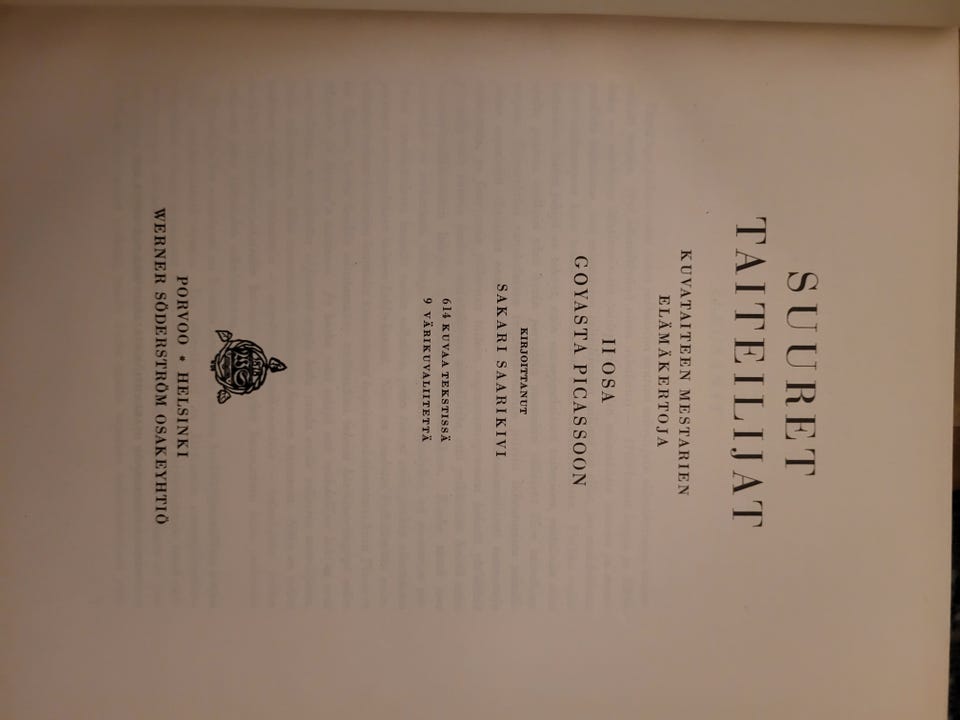 SUURET
TAITEILIJAT
KUVATAITEEN MESTARIEN
ELÄMÄKERTOJA
II OSA
GOYASTA PICASSOON
KIRJOITTANUT
SAKARI SAARIKIVI
614 KUVAA TEKSTISSÄ
9 VÄRIKUVALIITETTÄ
PORVOO * HELSINKI
WERNER SÖDERSTRÖM OSAKEYHTIÖ